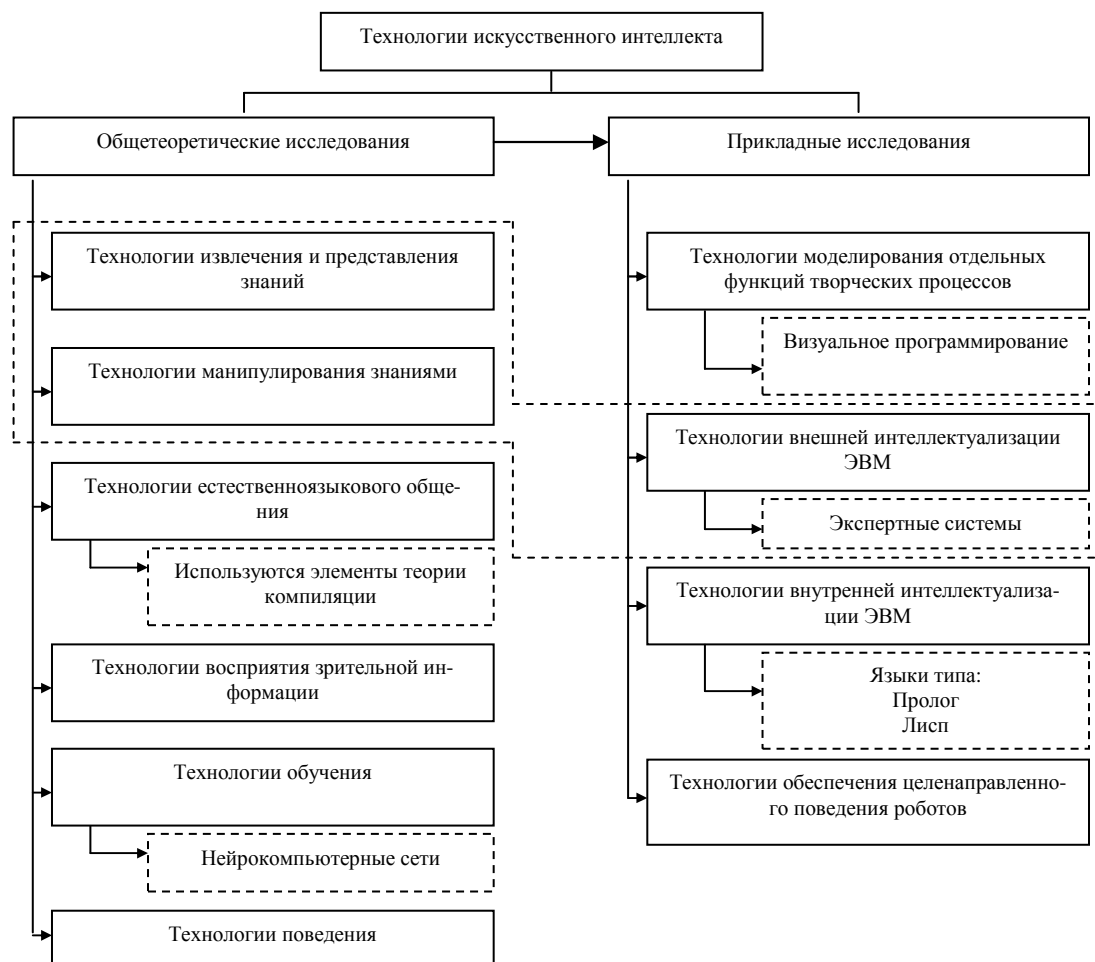 Технологии искусственного интеллекта
Общетеоретические исследования
Прикладные исследования
Технологии извлечения и представления
знаний
Технологии манипулирования знаниями
Технологии естественноязыкового обще-
ния
Используются элементы теории
компиляции
Технологии восприятия зрительной ин-
формации
Технологии обучения
Нейрокомпьютерные сети
Технологии поведения
Технологии моделирования отдельных
функций творческих процессов
Визуальное программирование
Технологии внешней интеллектуализации
ЭВМ
Экспертные системы
Технологии внутренней интеллектуализа-
ции ЭВМ
Языки типа:
Пролог
Лисп
Технологии обеспечения целенаправленно-
го поведения роботов